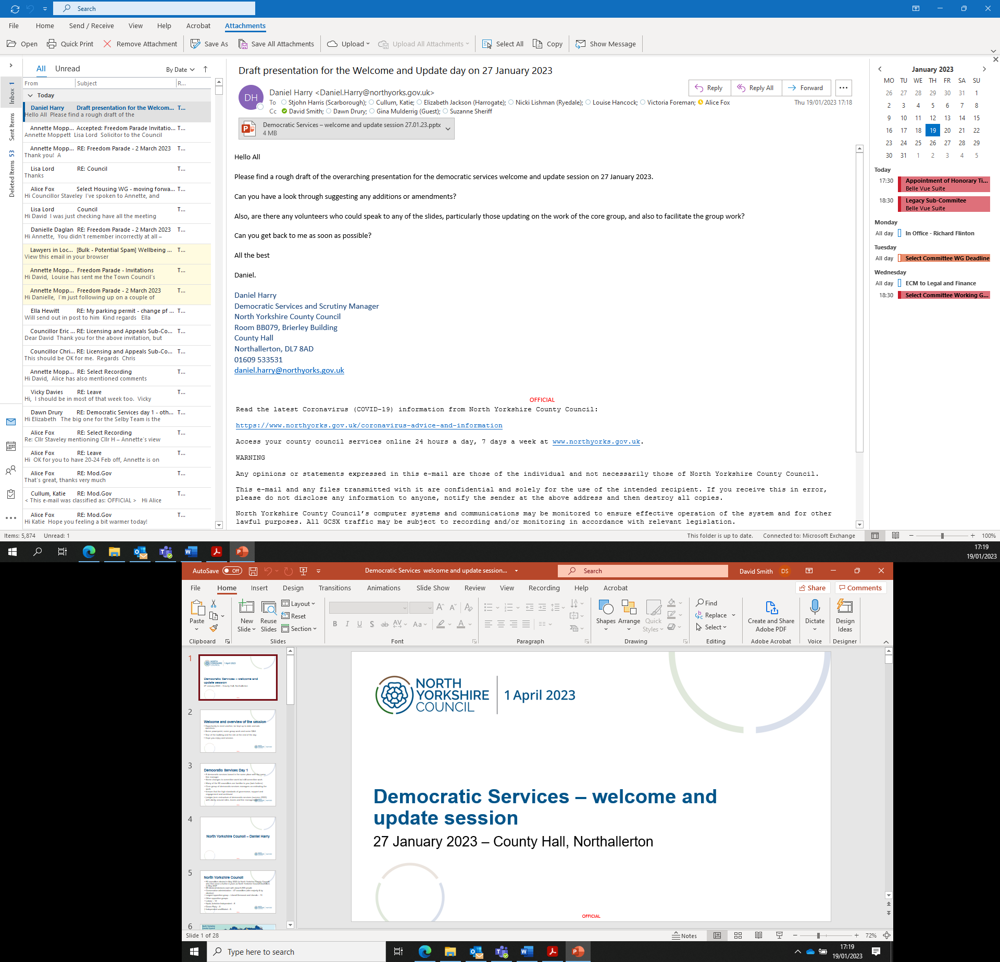 Search
File Home Send / Receive View Help Acrobat Attachments
Open Quick Print Remove Attachment Save As Save All Attachments Upload Upload All Attachments Select All Copy Show Message
All Unread By Date
From Subject R...
Inbox 1
Sent Items
Deleted Items 53
Today
Daniel Harry Draft presentation for the Welcom... T...
Hello All Please find a rough draft of the
Annette Mopp... Accepted: Freedom Parade Invitatio... T...
Annette Moppett Lisa Lord Solicitor to the Council
Annette Mopp... RE: Freedom Parade - 2 March 2023 T...
Thank you! A
Lisa Lord RE: Council T...
Thanks
Alice Fox Select Housing WG - moving forwa... T...
Hi Councillor Staveley I've spoken to Annette, and
Lisa Lord Council T...
Hi David I was just checking have all the meeting
Danielle Daglan RE: Freedom Parade - 2 March 2023 T...
Hi Annette, You didn't remember incorrectly at all –
Lawyers in Loc... [Bulk - Potential Spam] Wellbeing ... T...
View this email in your browser
Annette Mopp... Freedom Parade - Invitations T...
Hi David, Louise has sent me the Town Council's
Annette Mopp... Freedom Parade - 2 March 2023 T...
Hi Danielle, I'm just following up on a couple of
Ella Hewitt RE: My parking permit - change pf ... T...
Will send out in post to him Kind regards Ella
Councillor Eric ... RE: Licensing and Appeals Sub-Co... T...
Dear David Thank you for the above invitation, but
Councillor Chri... RE: Licensing and Appeals Sub-Co... T...
This should be OK for me. Regards Chris
Annette Mopp... RE: Select Recording T...
Hi David, Alice has also mentioned comments
Vicky Davies RE: Leave T...
Hi, I should be in most of that week too. Vicky
Dawn Drury RE: Democratic Services day 1 - oth... T...
Hi Elizabeth The big one for the Selby Team is the
Alice Fox RE: Select Recording T...
Re: Cllr Staveley mentioning Cllr H – Annette's view
Alice Fox RE: Leave T...
Hi OK for you to have 20-24 Feb off, Annette is on
Alice Fox RE: Mod.Gov T...
That's great, thanks very much
Cullum, Katie RE: Mod.Gov T...
< This e-mail was classified as: OFFICIAL > Hi Alice
Alice Fox RE: Mod.Gov T...
Hi Katie Hope you feeling a bit warmer today!
Draft presentation for the Welcome and Update day on 27 January 2023
DH
Daniel Harry <Daniel.Harry@northyorks.gov.uk>
Reply Reply All Forward
To Stjohn Harris (Scarborough); Cullum, Katie; Elizabeth Jackson (Harrogate); Nicki Lishman (Ryedale); Louise Hancock; Victoria Foreman; Alice Fox
Thu 19/01/2023 17:18
Cc David Smith; Dawn Drury; Gina Mulderrig (Guest); Suzanne Sheriff
Democratic Services – welcome and update session 27.01.23.pptx
4 MB
Hello All
Please find a rough draft of the overarching presentation for the democratic services welcome and update session on 27 January 2023.
Can you have a look through suggesting any additions or amendments?
Also, are there any volunteers who could speak to any of the slides, particularly those updating on the work of the core group, and also to facilitate the group work?
Can you get back to me as soon as possible?
All the best
Daniel.
Daniel Harry
Democratic Services and Scrutiny Manager
North Yorkshire County Council
Room BB079, Brierley Building
County Hall
Northallerton, DL7 8AD
01609 533531
daniel.harry@northyorks.gov.uk
OFFICIAL
Read the latest Coronavirus (COVID-19) information from North Yorkshire County Council:
https://www.northyorks.gov.uk/coronavirus-advice-and-information
Access your county council services online 24 hours a day, 7 days a week at www.northyorks.gov.uk.
WARNING
Any opinions or statements expressed in this e-mail are those of the individual and not necessarily those of North Yorkshire County Council.
This e-mail and any files transmitted with it are confidential and solely for the use of the intended recipient. If you receive this in error,
please do not disclose any information to anyone, notify the sender at the above address and then destroy all copies.
North Yorkshire County Council's computer systems and communications may be monitored to ensure effective operation of the system and for other
lawful purposes. All GCSX traffic may be subject to recording and/or monitoring in accordance with relevant legislation.
January 2023
MO TU WE TH FR SA SU
26 27 28 29 30 31 1
2 3 4 5 6 7 8
9 10 11 12 13 14 15
16 17 18 19 20 21 22
23 24 25 26 27 28 29
30 31 1 2 3 4 5
Today
17:30 Appointment of Honorary Ti...
Belle Vue Suite
18:30 Legacy Sub-Commitee
Belle Vue Suite
Monday
All day In Office - Richard Flinton
Tuesday
All day Select Committee WG Deadline
Wednesday
All day ECM to Legal and Finance
18:30 Select Committee Working G...
Items: 5,874 Unread: 1
This folder is up to date. Connected to: Microsoft Exchange 100%
17:19
19/01/2023
AutoSave Off Democratic Services welcome and update session... Search David Smith DS
File Home Insert Design Transitions Animations Slide Show Review View Recording Help Acrobat Share Comments
Paste New Slide Reuse Slides Layout Reset Section
B I U S ab AV Aa A
Shapes Arrange Quick Styles Find Replace Select
Create and Share Adobe PDF Dictate Design Ideas
Clipboard Slides Font Paragraph Drawing Editing Adobe Acrobat Voice Designer
1
Democratic Services – welcome and
update session
27 January 2023 – County Hall, Northallerton
2
Welcome and overview of the session
3
Democratic Services Day 1
4
North Yorkshire Council – Daniel Harry
5
North Yorkshire Council
6
NORTH
YORKSHIRE
COUNCIL
1 April 2023
Democratic Services – welcome and
update session
27 January 2023 – County Hall, Northallerton
OFFICIAL
Slide 1 of 28 Notes 72%
Type here to search
17:19
19/01/2023